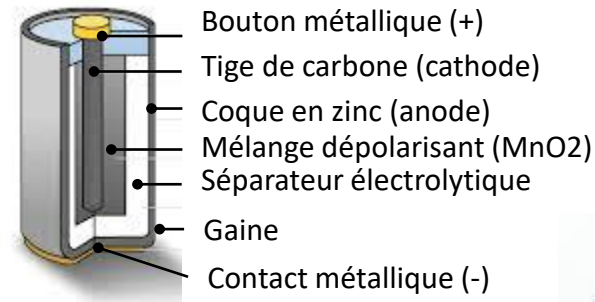 Bouton métallique (+)
Tige de carbone (cathode)
Coque en zinc (anode)
Mélange dépolarisant (MnO2)
Séparateur électrolytique
Gaine
Contact métallique (-)